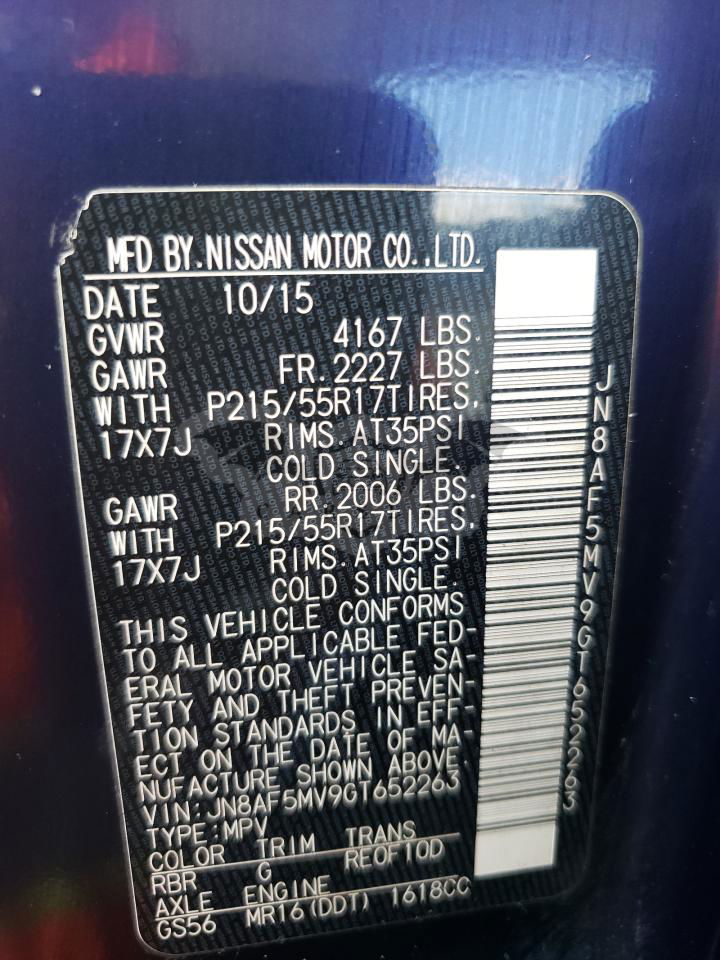 MFD BY.NISSAN MOTOR CO.,LTD.
DATE 10/15
GVWR 4167 LBS.
GAWR FR.2227 LBS.
WITH P215/55R17TIRES,
17X7J RIMS.AT35PSI
COLD SINGLE.
GAWR RR.2006 LBS.
WITH P215/55R17TIRES,
17X7J RIMS.AT35PSI
COLD SINGLE.
THIS VEHICLE CONFORMS
TO ALL APPLICABLE FED-
ERAL MOTOR VEHICLE SA-
FETY AND THEFT PREVEN-
TION STANDARDS IN EFF-
ECT ON THE DATE OF MA-
NUFACTURE SHOWN ABOVE.
VIN:JN8AF5MV9GT652263
TYPE:MPV
COLOR TRIM TRANS
RBR G RE0F10D
AXLE ENGINE
GS56 MR16(DDT) 1618CC
JN8AF5MV9GT652263